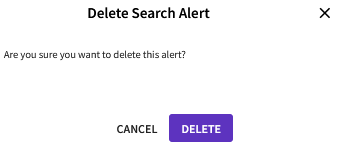 Delete Search Alert
Are you sure you want to delete this alert?
CANCEL DELETE